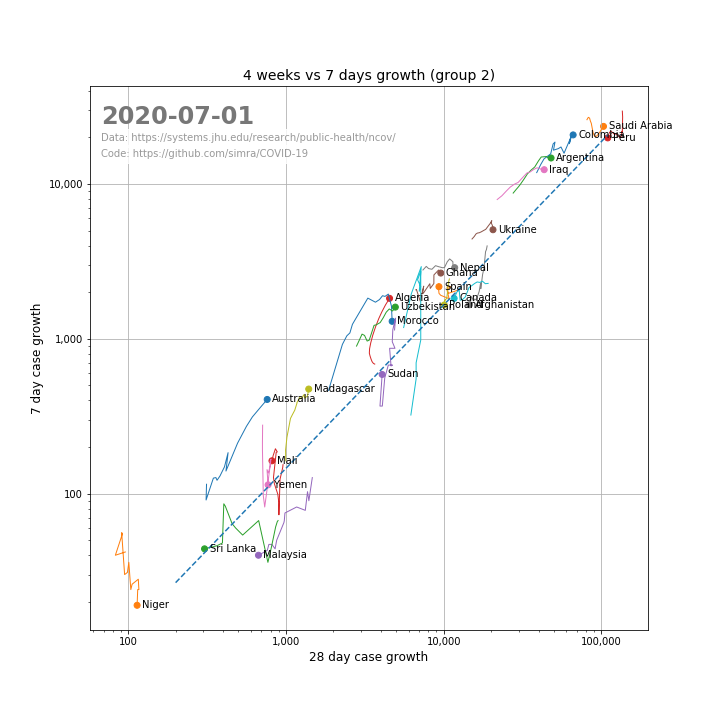 4 weeks vs 7 days growth (group 2)
2020-07-01
Data: https://systems.jhu.edu/research/public-health/ncov/
Code: https://github.com/simra/COVID-19
Saudi Arabia
Colombia
Peru
Argentina
Iraq
10,000
Ukraine
Nepal
Ghana
Spain
Algeria
Canada
Uzbekistan
Poland
Afghanistan
Morocco
1,000
Sudan
Madagascar
Australia
Mali
Yemen
100
Sri Lanka
Malaysia
Niger
100
1,000
10,000
100,000
28 day case growth
7 day case growth